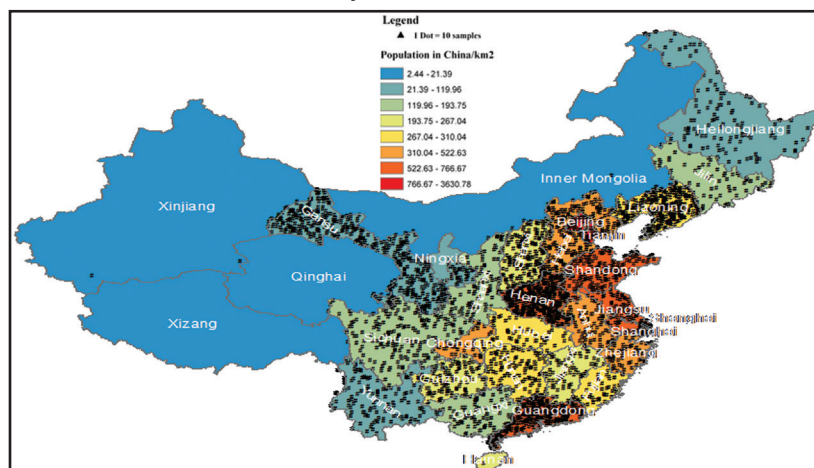 Legend
▲ 1 Dot = 10 samples
Population in China/km2
2.44 - 21.39
21.39 - 119.96
119.96 - 193.75
193.75 - 267.04
267.04 - 310.04
310.04 - 522.63
522.63 - 766.67
766.67 - 3630.78
Heilongjiang
Jilin
Inner Mongolia
Liaoning
Xinjiang
Gansu
Beijing
Tianjin
Ningxia
Shandong
Qinghai
Henan
Jiangsu
Shanghai
Xizang
Shanghai
Sichuan
Chongqing
Hubei
Zhejiang
Guizhou
Yunnan
Guangxi
Guangdong
Hainan